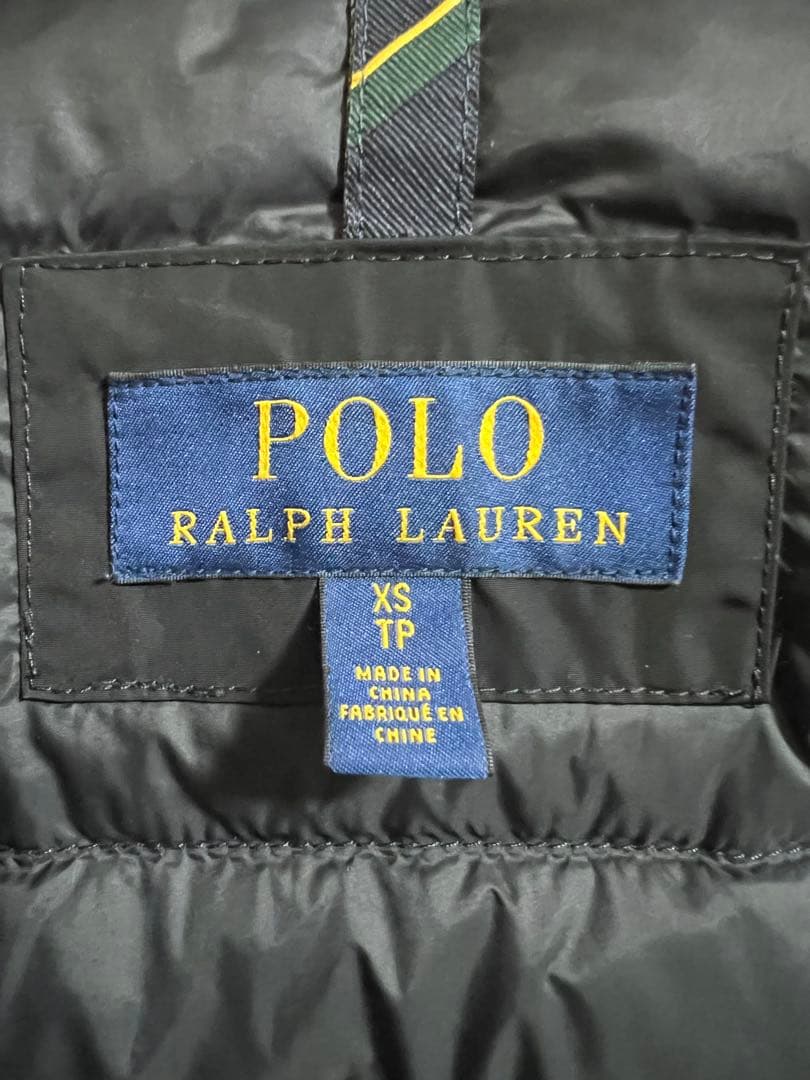 POLO
RALPH LAUREN
XS
TP
MADE IN
CHINA
FABRIQUÉ EN
CHINE